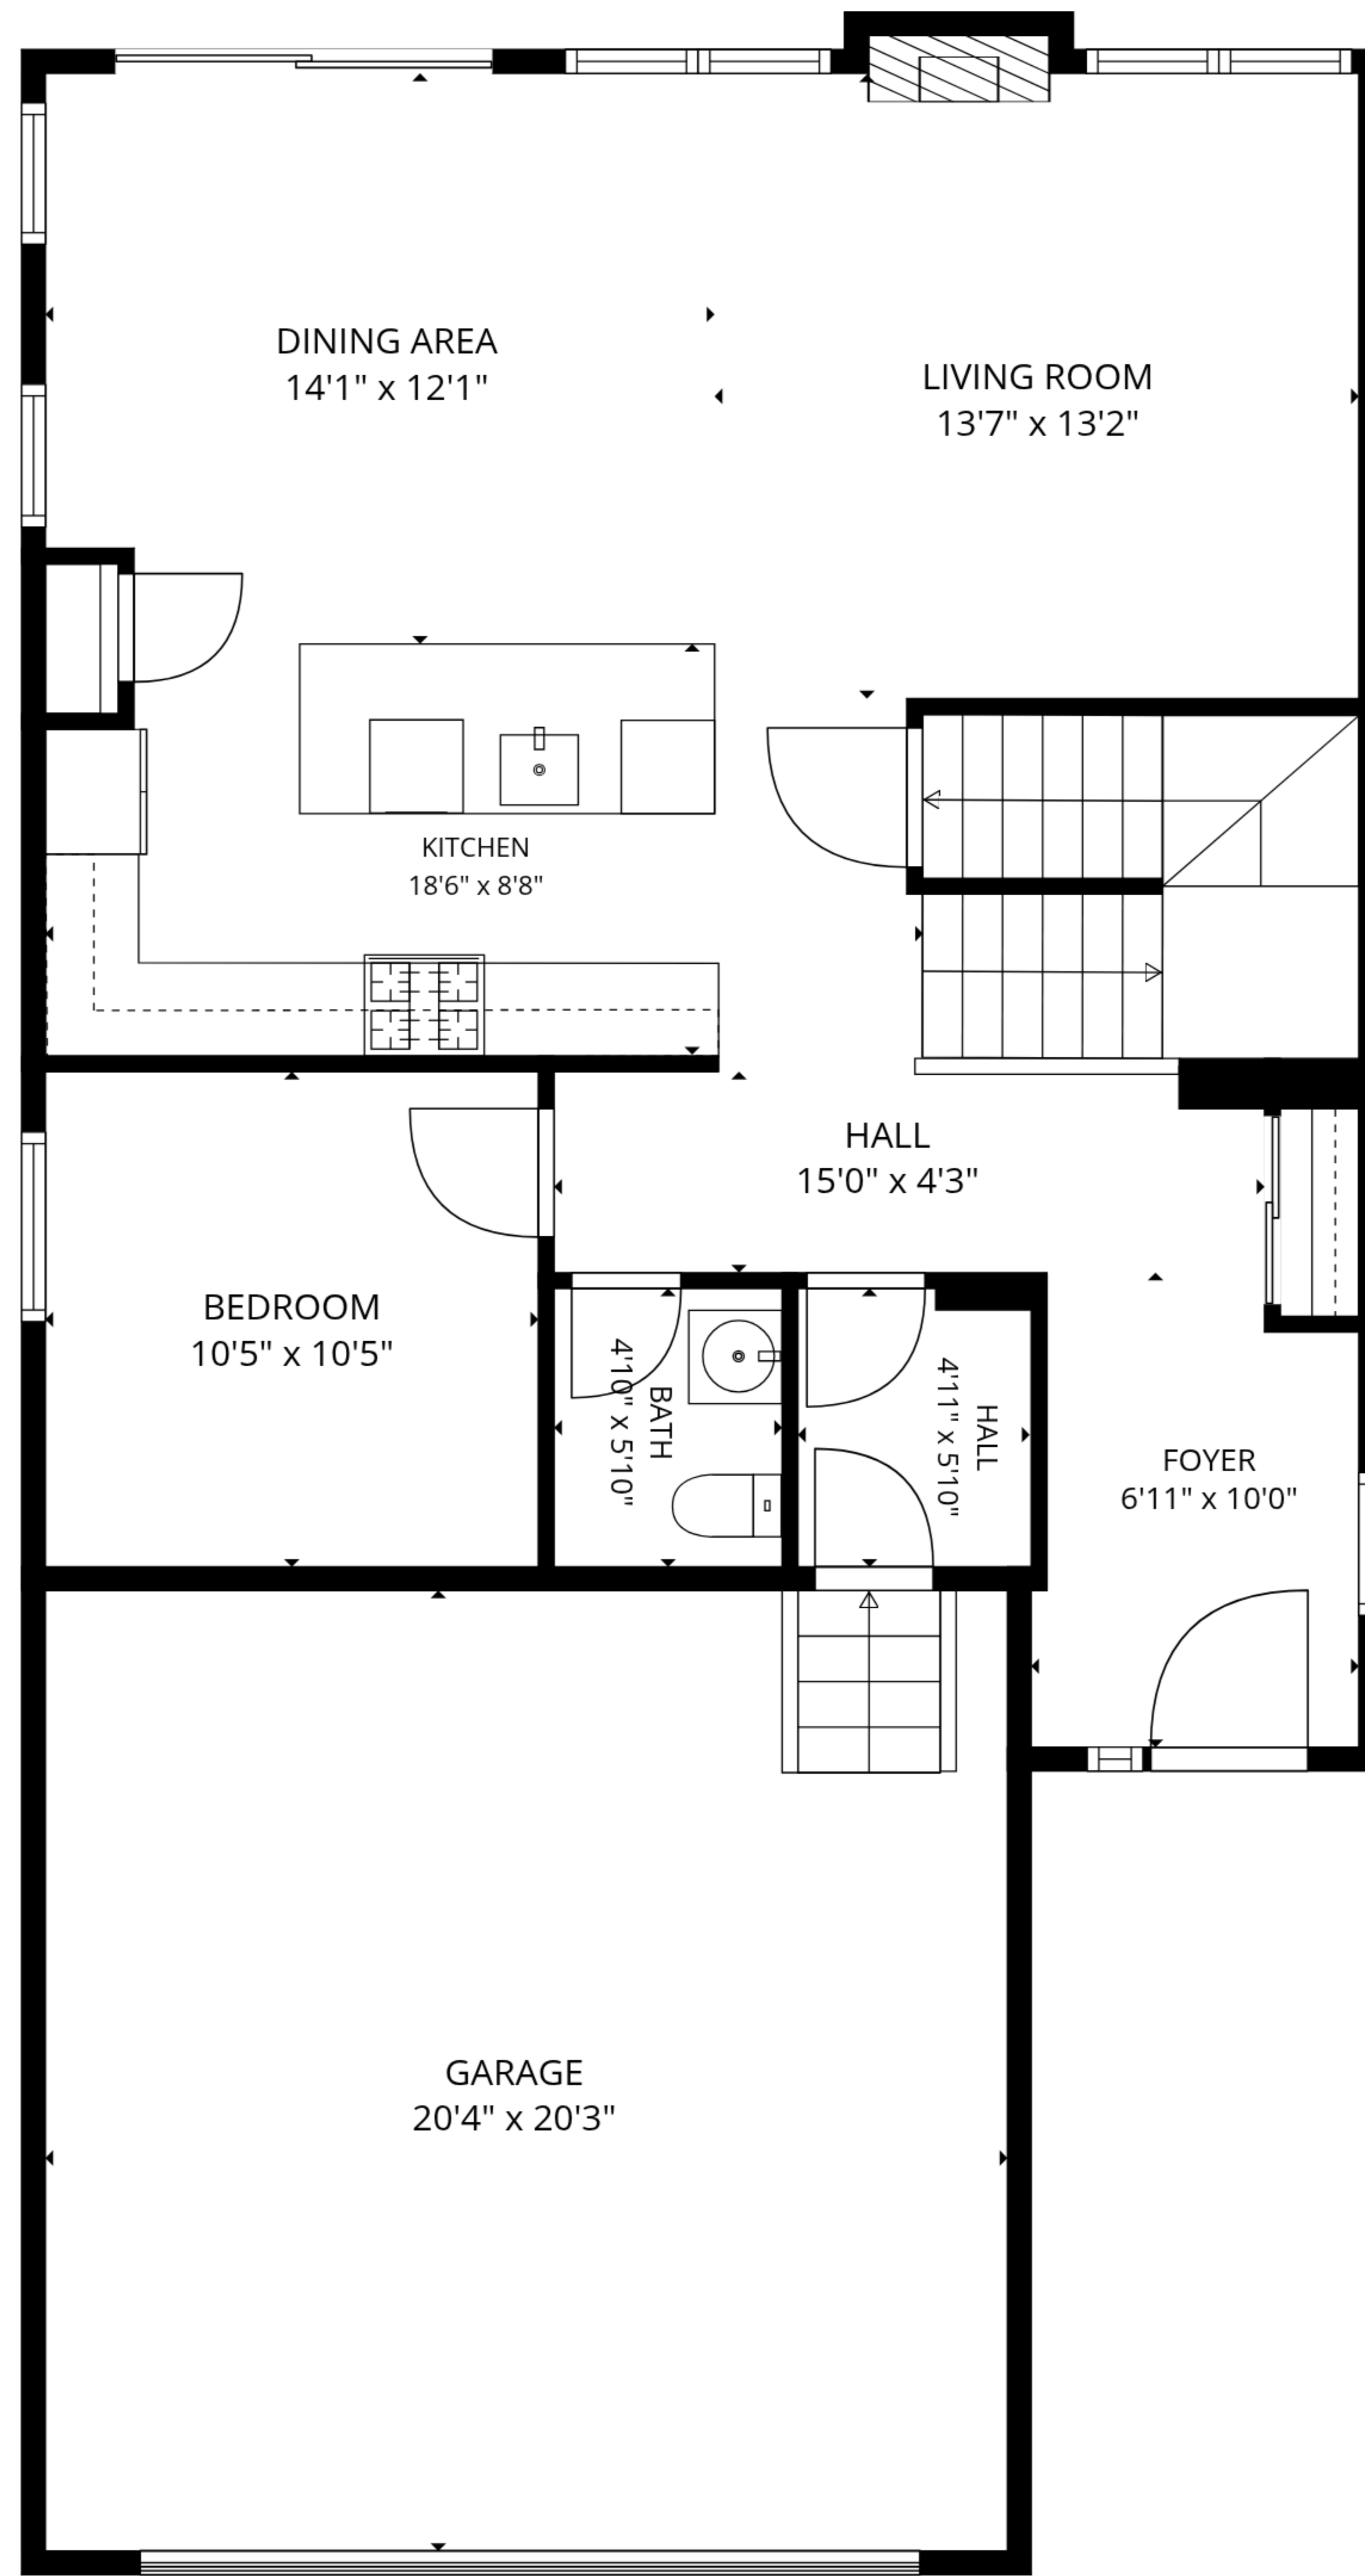 DINING AREA
14'1" x 12'1"
LIVING ROOM
13'7" x 13'2"
KITCHEN
18'6" x 8'8"
HALL
15'0" x 4'3"
BEDROOM
10'5" x 10'5"
BATH
4'10" x 5'10"
HALL
4'11" x 5'10"
FOYER
6'11" x 10'0"
GARAGE
20'4" x 20'3"